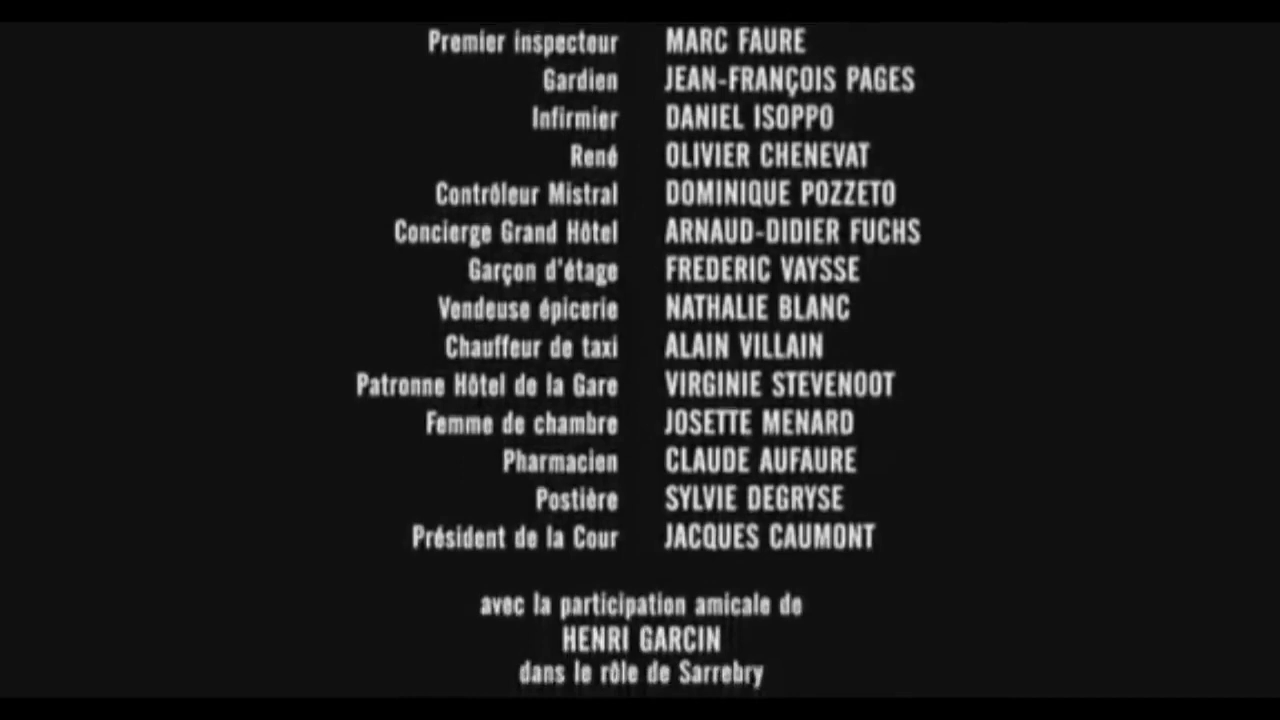 Premier inspecteur MARC FAURE
Gardien JEAN-FRANÇOIS PAGES
Infirmier DANIEL ISOPPO
René OLIVIER CHENEVAT
Contrôleur Mistral DOMINIQUE POZZETO
Concierge Grand Hôtel ARNAUD-DIDIER FUCHS
Garçon d'étage FREDERIC VAYSSE
Vendeuse épicerie NATHALIE BLANC
Chauffeur de taxi ALAIN VILLAIN
Patronne Hôtel de la Gare VIRGINIE STEVENOOT
Femme de chambre JOSETTE MENARD
Pharmacien CLAUDE AUFAURE
Postière SYLVIE DEGRYSE
Président de la Cour JACQUES CAUMONT
avec la participation amicale de
HENRI GARCIN
dans le rôle de Sarrebry